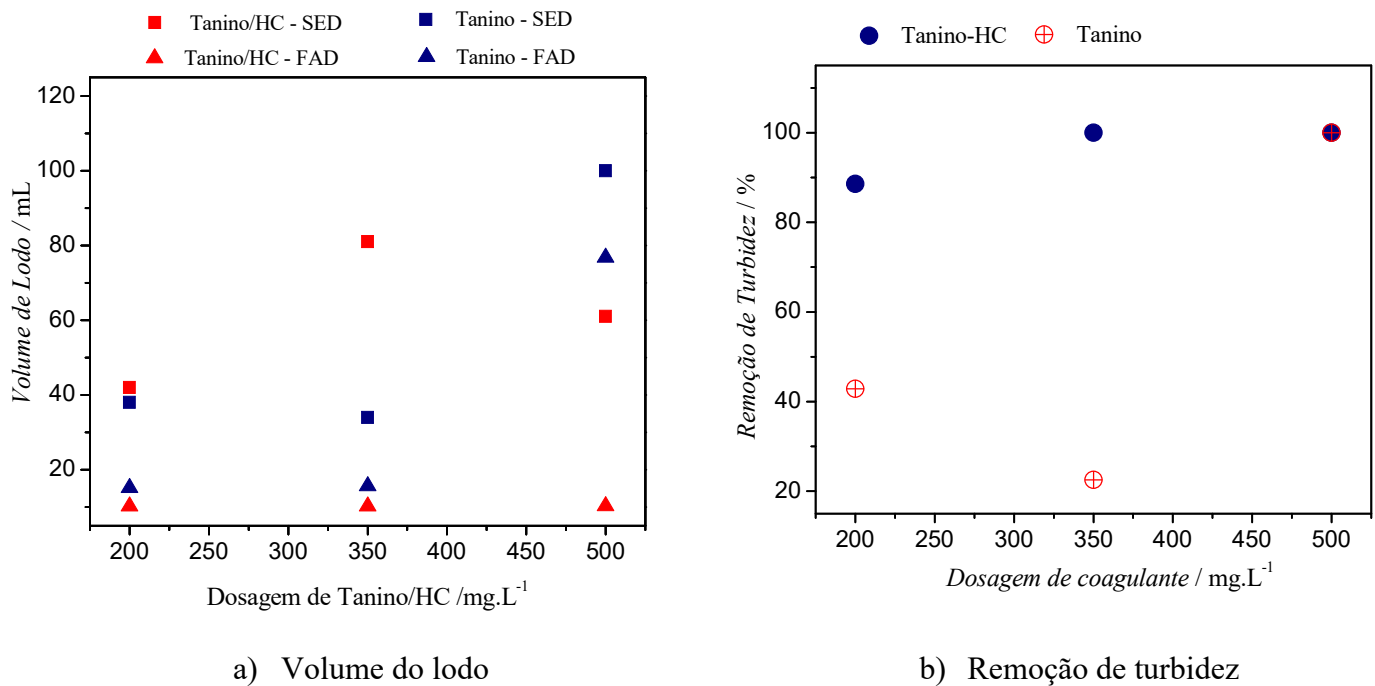 Tanino/HC - SED
Tanino - SED
Tanino/HC - FAD
Tanino - FAD
120
100
80
60
40
20
Volume de Lodo / mL
200 250 300 350 400 450 500
Dosagem de Tanino/HC /mg.L⁻¹
a) Volume do lodo
Tanino-HC
Tanino
100
80
60
40
20
Remoção de Turbidez / %
200 250 300 350 400 450 500
Dosagem de coagulante / mg.L⁻¹
b) Remoção de turbidez